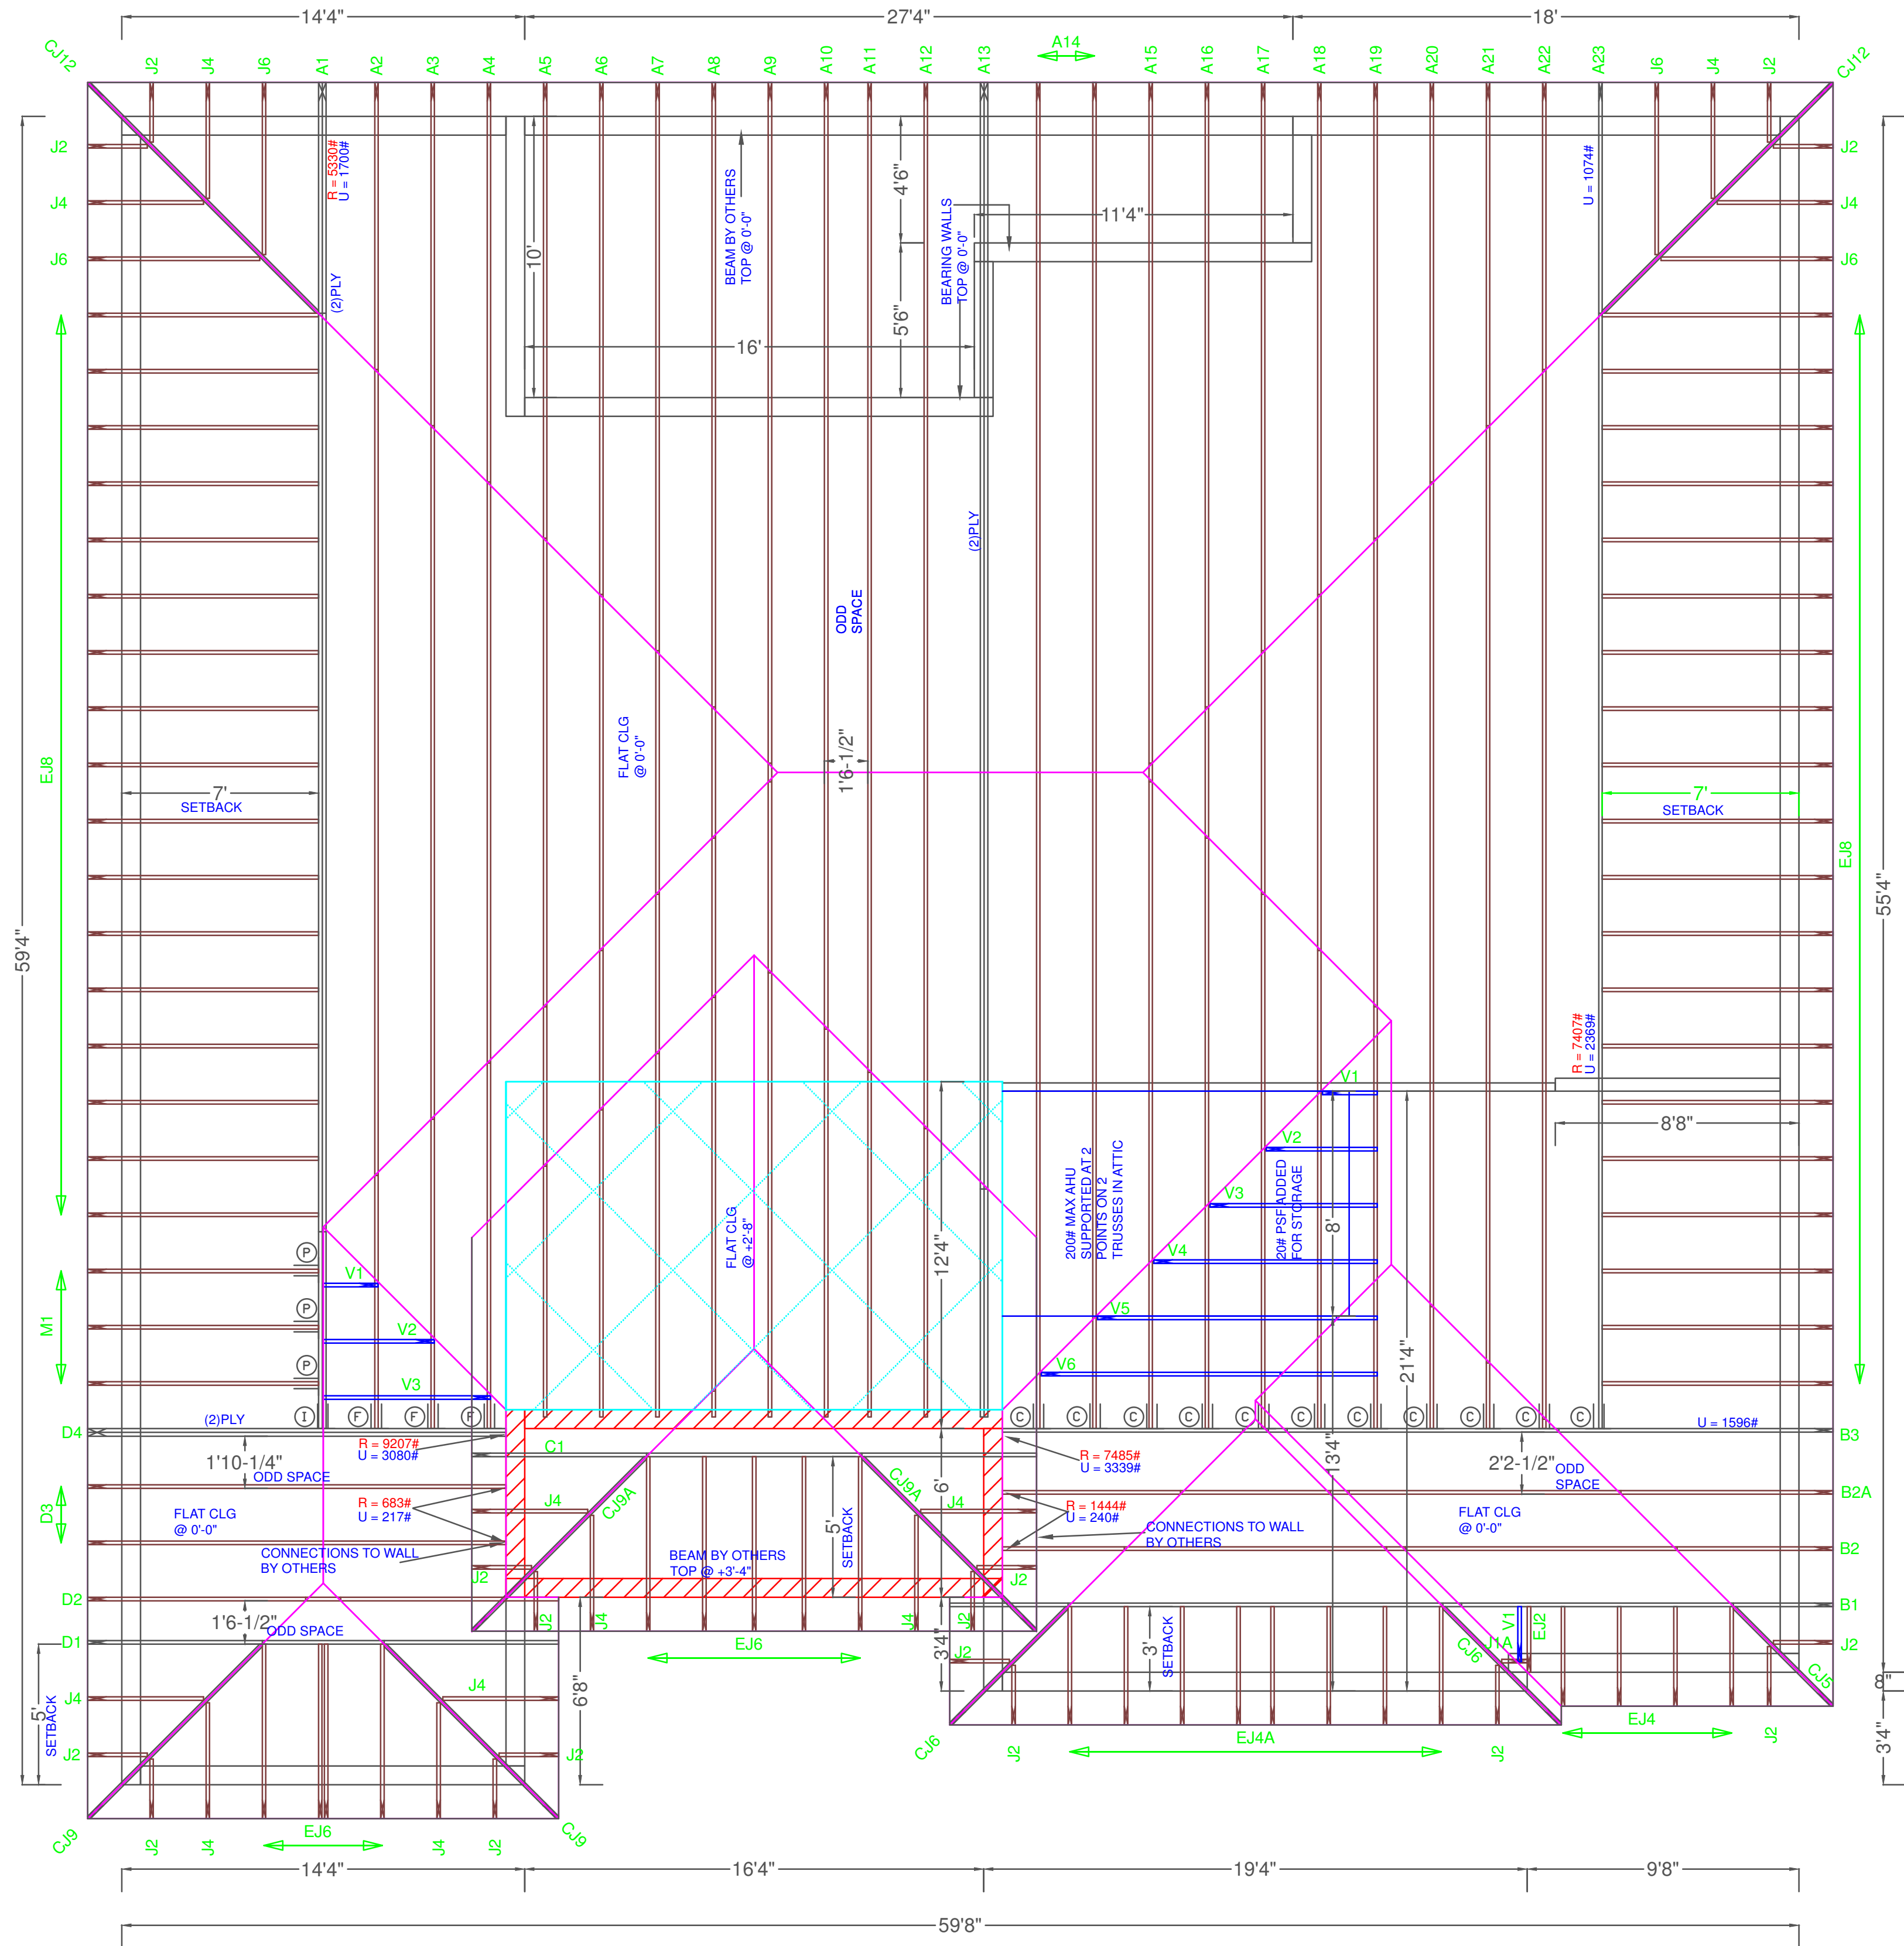 14'4"
27'4"
18'
CJ12
J2
J4
J6
A1
A2
A3
A4
A5
A6
A7
A8
A9
A10
A11
A12
A13
A14
A15
A16
A17
A18
A19
A20
A21
A22
A23
J6
J4
J2
CJ12
J2
J4
J6
J2
J4
J6
R = 5330#
U = 1700#
(2)PLY
10'
BEAM BY OTHERS
TOP @ 0'-0"
4'6"
5'6"
BEARING WALLS
TOP @ 0'-0"
11'4"
16'
U = 1074#
(2)PLY
ODD
SPACE
FLAT CLG
@ 0'-0"
1'6-1/2"
59'4"
55'4"
EJ8
EJ8
7'
SETBACK
7'
SETBACK
R = 7407#
U = 2369#
8'8"
V1
V2
V3
V4
V5
V6
200# MAX AHU
SUPPORTED AT 2
POINTS ON 2
TRUSSES IN ATTIC
20# PSF ADDED
FOR STORAGE
8'
21'4"
13'4"
12'4"
FLAT CLG
@ +2'-8"
P
P
P
M1
V1
V2
V3
I
F
F
F
C
C
C
C
C
C
C
C
C
C
C
(2)PLY
D4
R = 9207#
U = 3080#
1'10-1/4"
ODD SPACE
D3
FLAT CLG
@ 0'-0"
R = 683#
U = 217#
CONNECTIONS TO WALL
BY OTHERS
C1
J4
CJ9A
CJ9A
J4
J2
J2
6'
5'
SETBACK
BEAM BY OTHERS
TOP @ +3'-4"
R = 7485#
U = 3339#
R = 1444#
U = 240#
CONNECTIONS TO WALL
BY OTHERS
U = 1596#
B3
2'2-1/2"
ODD
SPACE
B2A
FLAT CLG
@ 0'-0"
B2
B1
D2
1'6-1/2"
ODD SPACE
D1
J2
J4
EJ6
J4
J2
3'4"
J2
3'
SETBACK
CJ6
J1A
V1
EJ2
J2
CJ5
8"
3'4"
5'
SETBACK
J4
J2
J4
J2
6'8"
CJ9
J2
J4
EJ6
J4
J2
CJ9
CJ6
J2
EJ4A
J2
EJ4
J2
14'4"
16'4"
19'4"
9'8"
59'8"